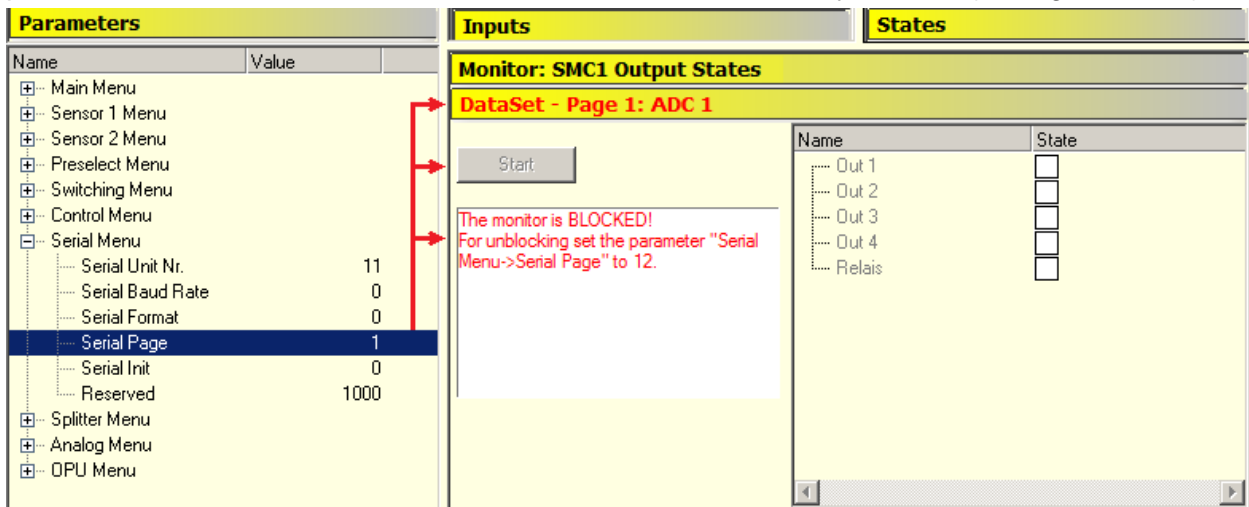 Parameters
Name Value
Main Menu
Sensor 1 Menu
Sensor 2 Menu
Preselect Menu
Switching Menu
Control Menu
Serial Menu
Serial Unit Nr. 11
Serial Baud Rate 0
Serial Format 0
Serial Page 1
Serial Init 0
Reserved 1000
Splitter Menu
Analog Menu
OPU Menu
Inputs
States
Monitor: SMC1 Output States
DataSet - Page 1: ADC 1
Start
The monitor is BLOCKED!
For unblocking set the parameter "Serial
Menu->Serial Page" to 12.
Name State
Out 1
Out 2
Out 3
Out 4
Relais